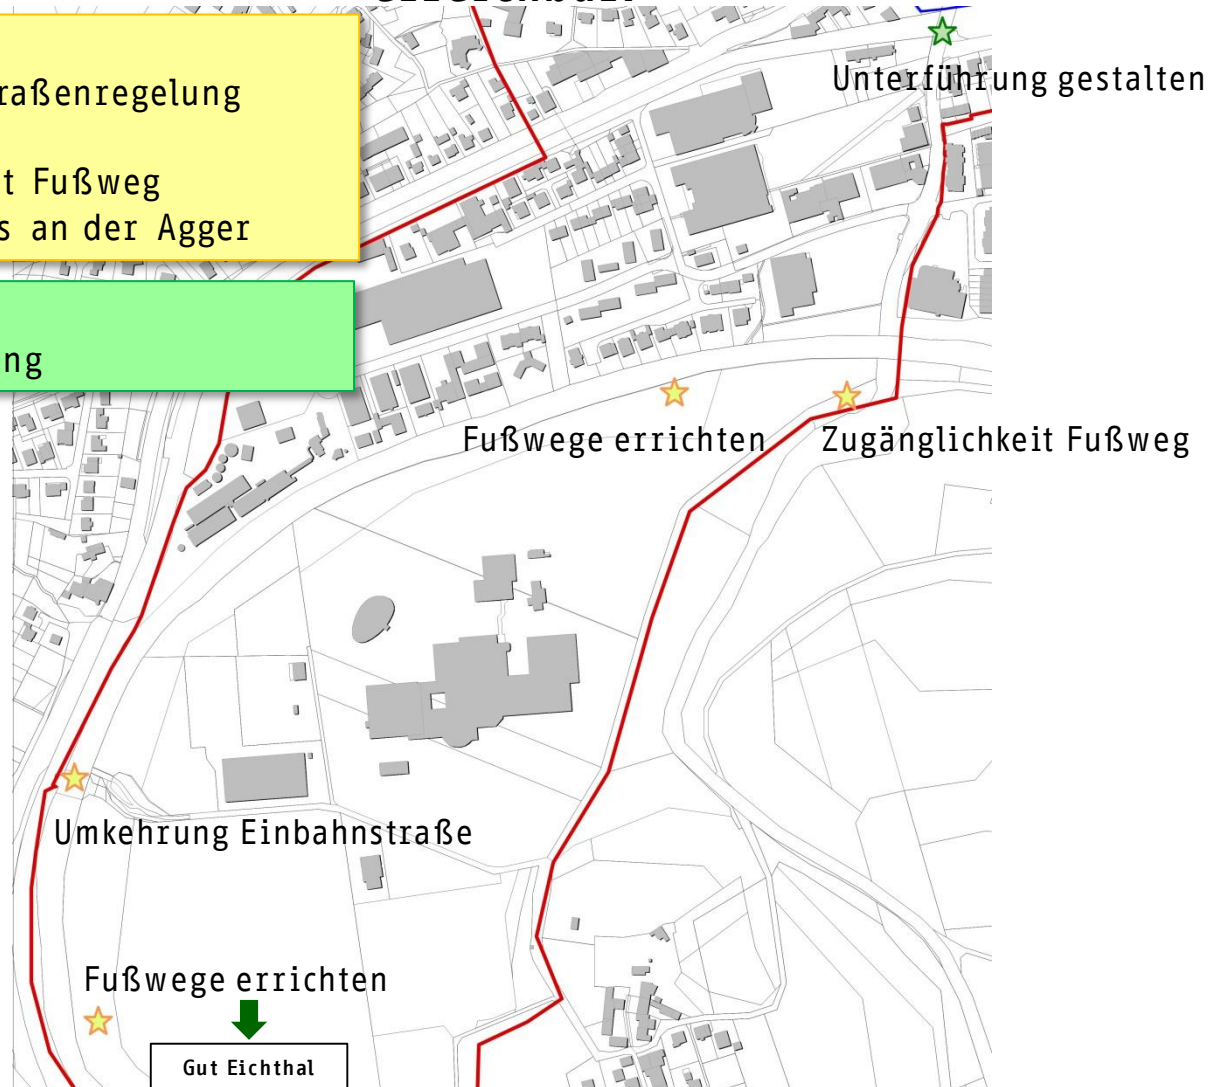 Unterführung gestalten
raßenregelung
t Fußweg
s an der Agger
ng
Fußwege errichten
Zugänglichkeit Fußweg
Umkehrung Einbahnstraße
Fußwege errichten
Gut Eichthal